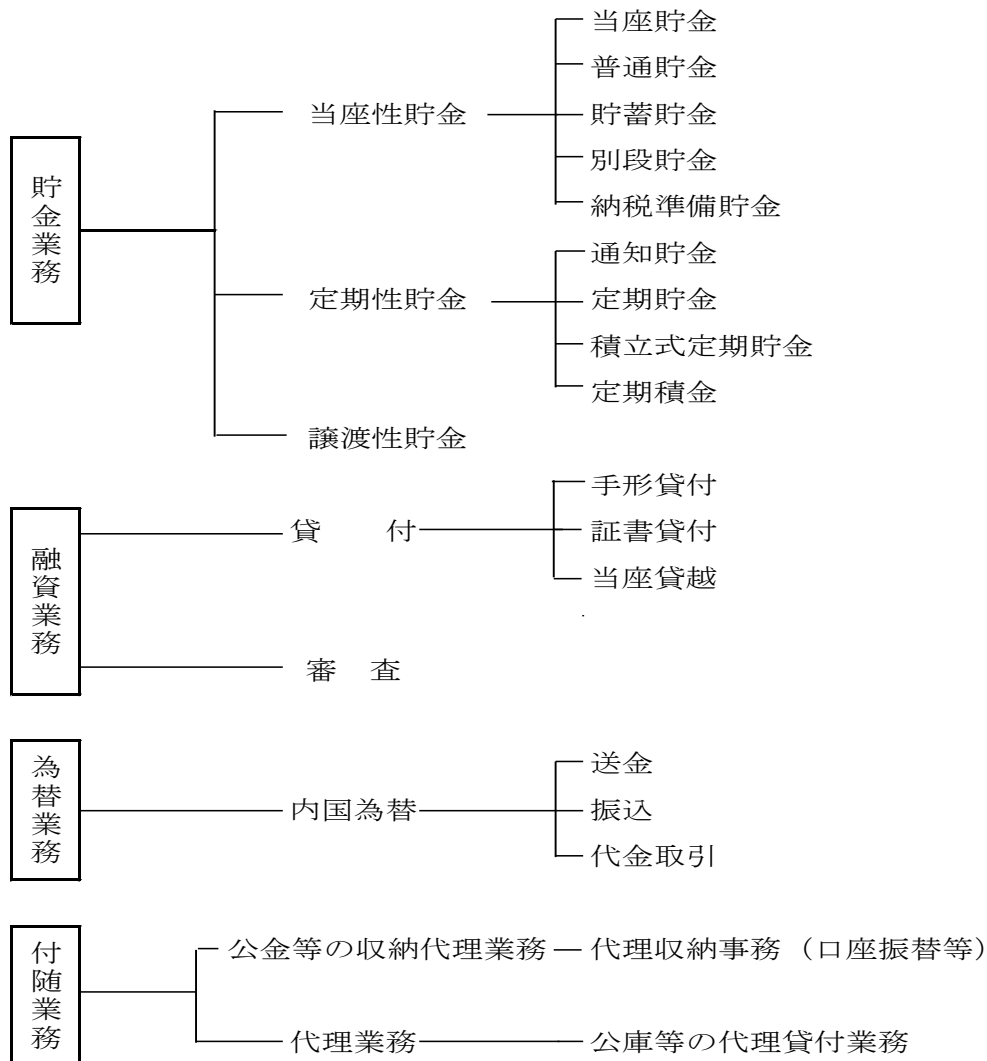 貯金業務
当座性貯金
当座貯金
普通貯金
貯蓄貯金
別段貯金
納税準備貯金
定期性貯金
通知貯金
定期貯金
積立式定期貯金
定期積金
譲渡性貯金
融資業務
貸 付
手形貸付
証書貸付
当座貸越
審 査
為替業務
内国為替
送金
振込
代金取引
付随業務
公金等の収納代理業務
代理収納事務(口座振替等)
代理業務
公庫等の代理貸付業務